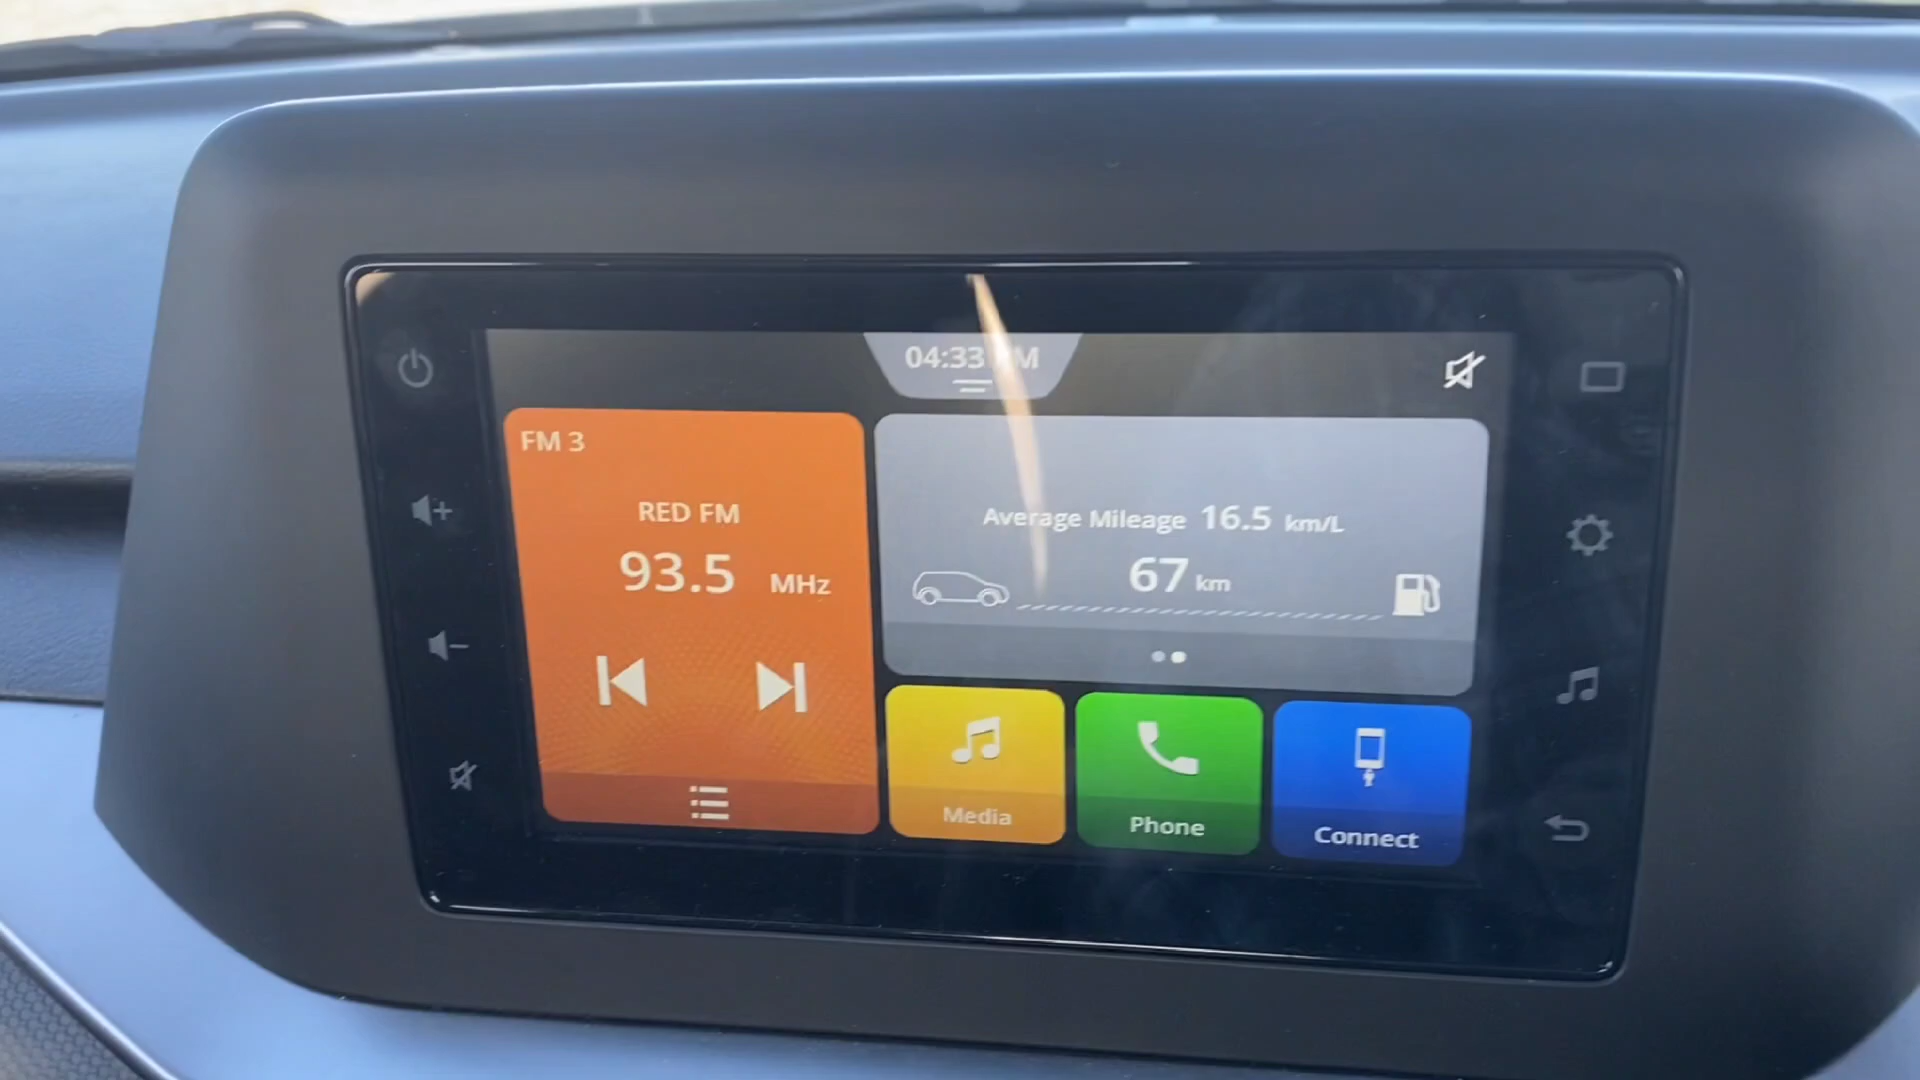 04:33
FM 3
RED FM
93.5 MHz
Average Mileage 16.5 km/L
67 km
Media
Phone
Connect